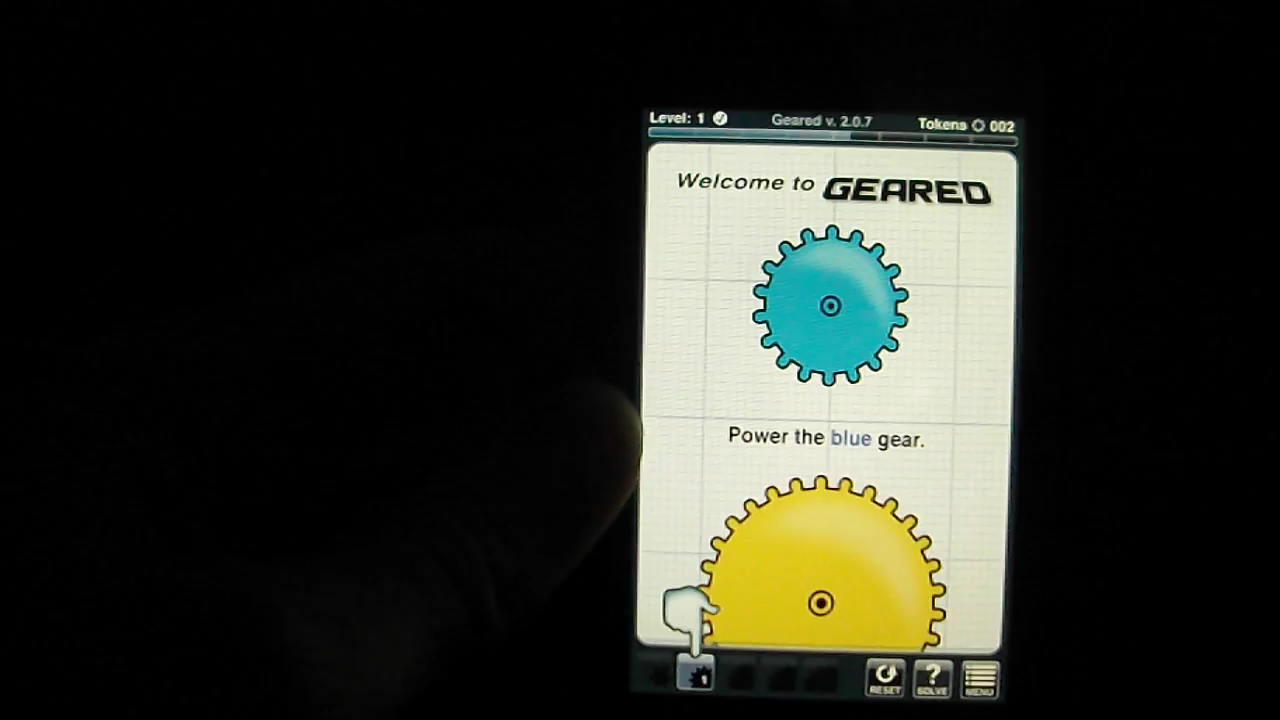 Level: 1 Geared v. 2.0.7 Tokens 002
Welcome to GEARED
Power the blue gear.
1
RESET ? SOLVE MENU